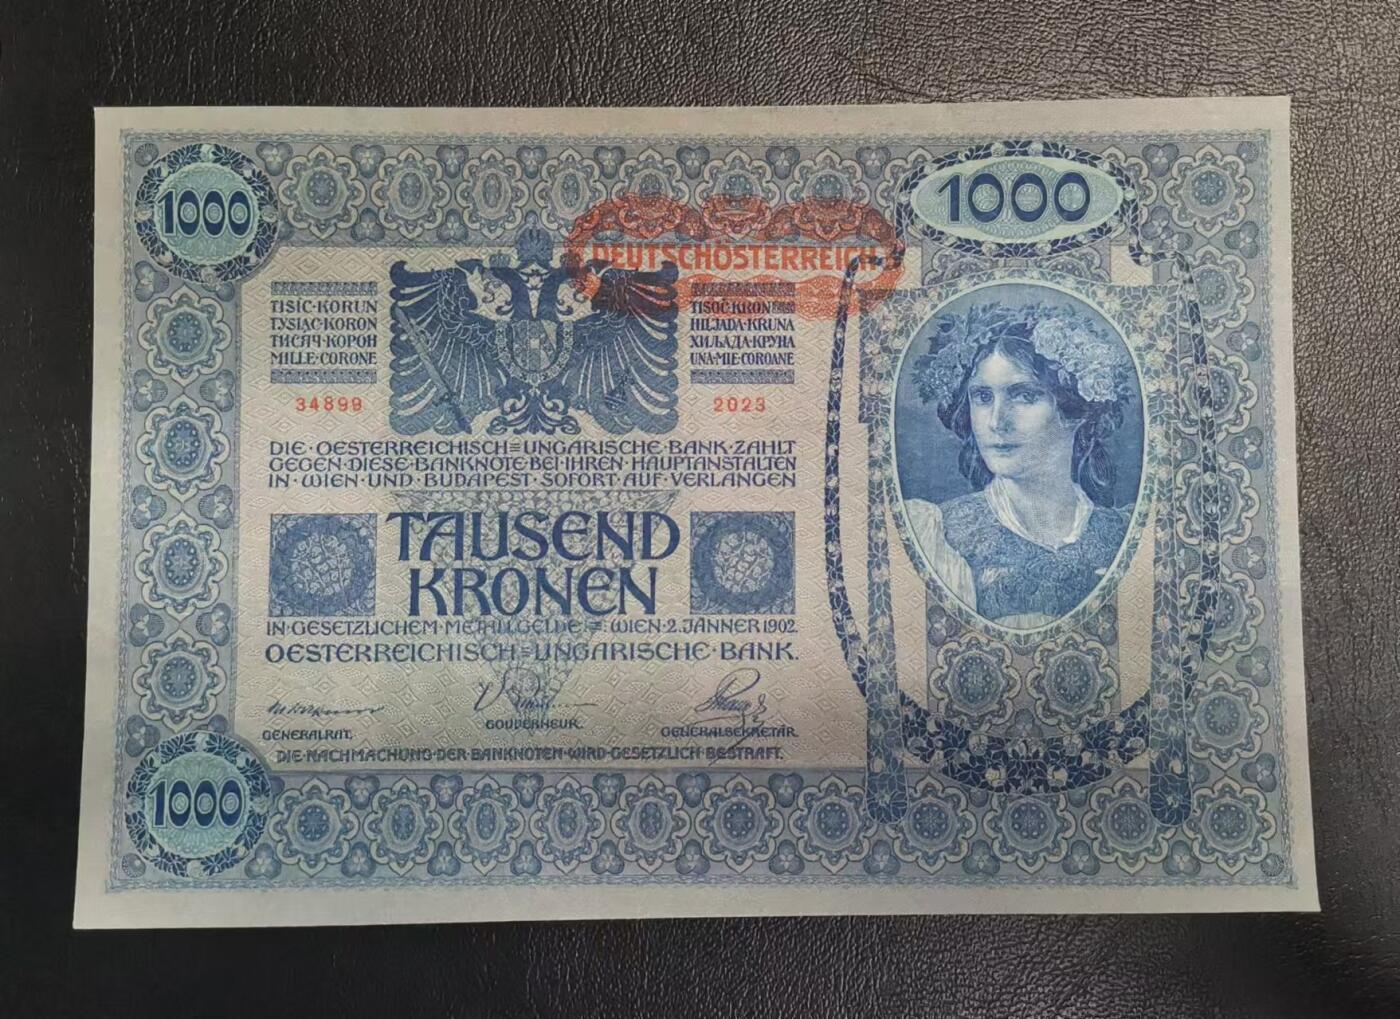 1000
1000
DEUTSCHÖSTERREICH
TISÍC·KORUN
TYSIĄC·KORON
ТИСЯЧ·КОРОН
MILLE·CORONE
TISOČ·KRON
HILJADA·KRUNA
ХИЉАДА·КРУНА
UNA·MIE·COROANE
34899
2023
DIE·OESTERREICHISCH=UNGARISCHE·BANK·ZAHLT
GEGEN·DIESE·BANKNOTE·BEI·IHREN·HAUPTANSTALTEN
IN·WIEN·UND·BUDAPEST·SOFORT·AUF·VERLANGEN
TAUSEND
KRONEN
IN·GESETZLICHEM·METALLGELDE=WIEN·2.JÄNNER 1902.
OESTERREICHISCH=UNGARISCHE·BANK.
GENERALRAT.
GOUVERNEUR.
GENERALSEKRETÄR.
DIE·NACHMACHUNG·DER·BANKNOTEN·WIRD·GESETZLICH·BESTRAFT.
1000